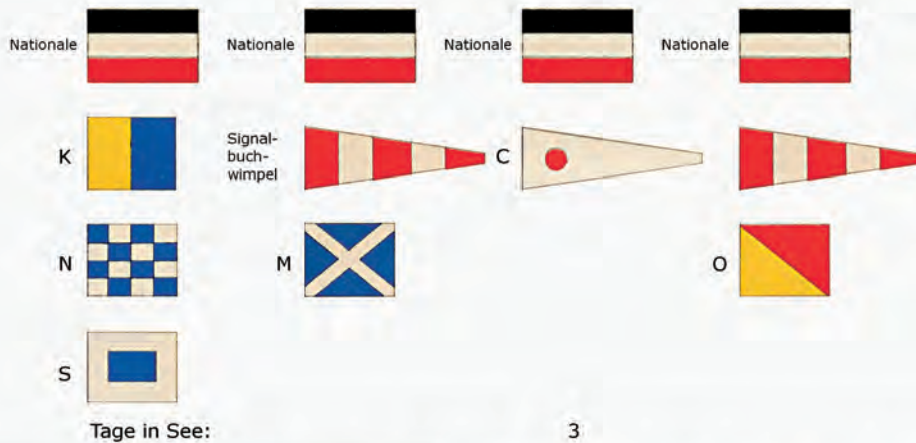 Nationale Nationale Nationale Nationale
K
Signal-
buch-
wimpel
C
N M O
S
Tage in See: 3